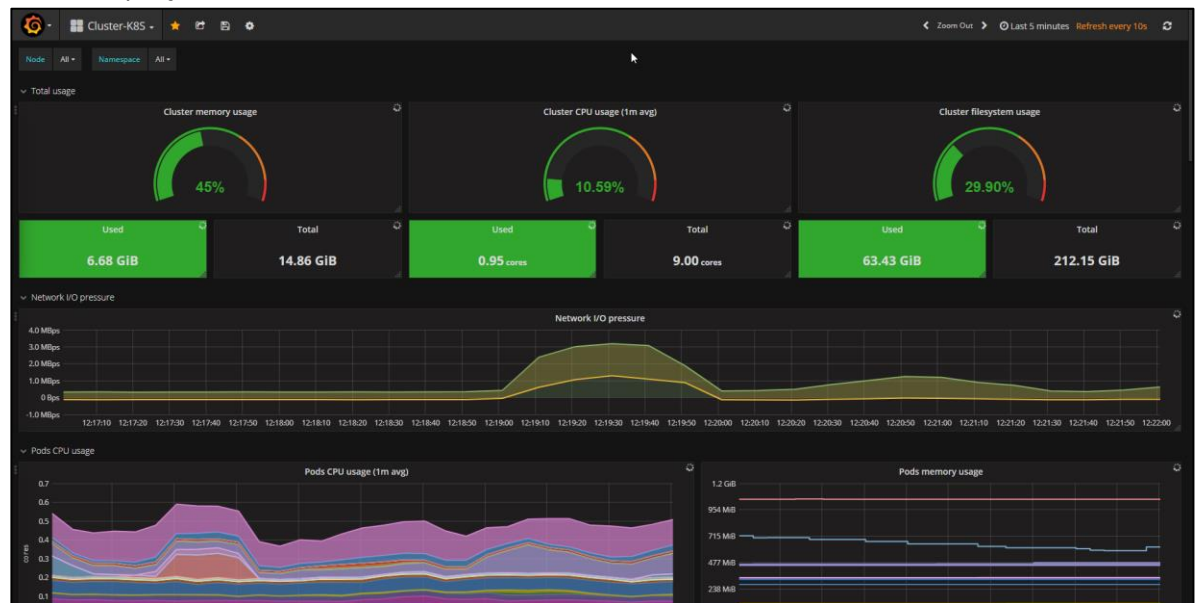 Cluster-K8S
Zoom Out Last 5 minutes Refresh every 10s
Node All Namespace All
Total usage
Cluster memory usage Cluster CPU usage (1m avg) Cluster filesystem usage
45% 10.59% 29.90%
Used Total Used Total Used Total
6.68 GiB 14.86 GiB 0.95 cores 9.00 cores 63.43 GiB 212.15 GiB
Network I/O pressure
Network I/O pressure
4.0 MBps
3.0 MBps
2.0 MBps
1.0 MBps
0 Bps
-1.0 MBps
12:17:10 12:17:20 12:17:30 12:17:40 12:17:50 12:18:00 12:18:10 12:18:20 12:18:30 12:18:40 12:18:50 12:19:00 12:19:10 12:19:20 12:19:30 12:19:40 12:19:50 12:20:00 12:20:10 12:20:20 12:20:30 12:20:40 12:20:50 12:21:00 12:21:10 12:21:20 12:21:30 12:21:40 12:21:50 12:22:00
Pods CPU usage
Pods CPU usage (1m avg) Pods memory usage
0.7 1.2 GiB
0.6 954 MiB
0.5 715 MiB
0.4 477 MiB
0.3 238 MiB
0.2
0.1
cores